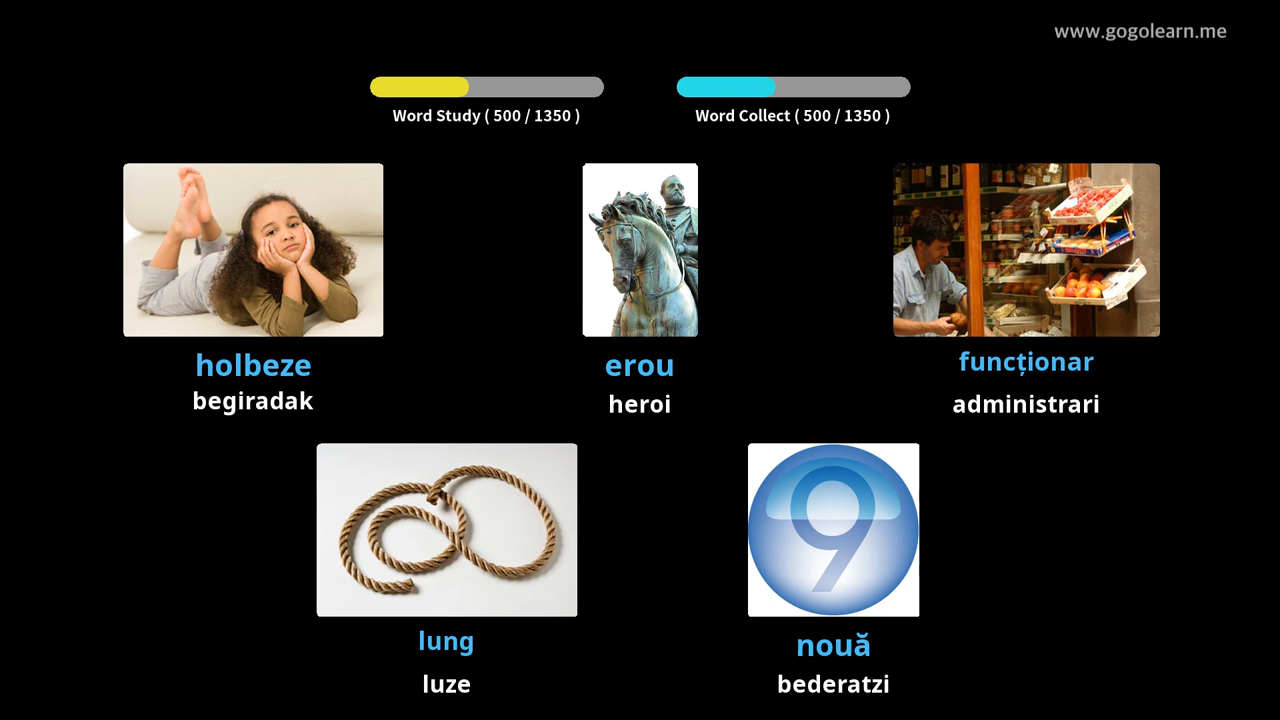 www.gogolearn.me
Word Study ( 500 / 1350 )
Word Collect ( 500 / 1350 )
holbeze
begiradak
erou
heroi
funcționar
administrari
lung
luze
9
nouă
bederatzi